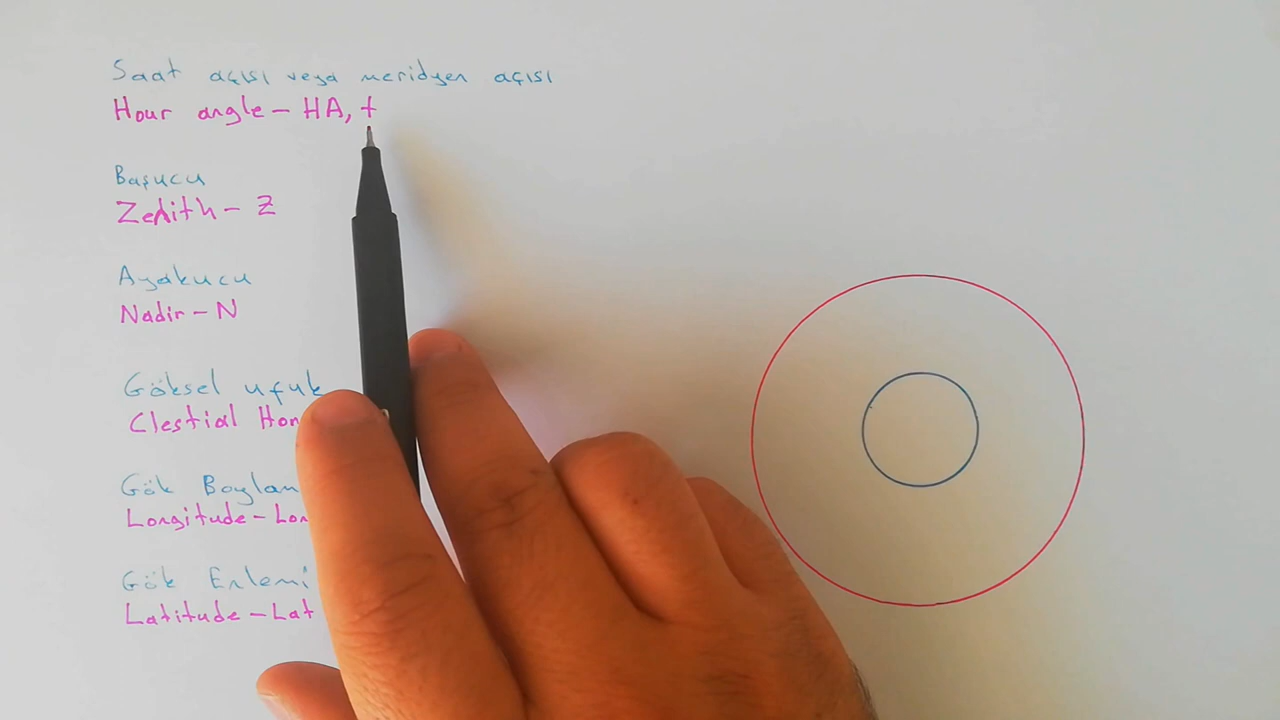 Saat açısı veya meridyen açısı
Hour angle - HA, t
Başucu
Zenith - Z
Ayakucu
Nadir - N
Göksel ufuk
Clestial
Gök
Longitude -
Gök
Latitude - Lat